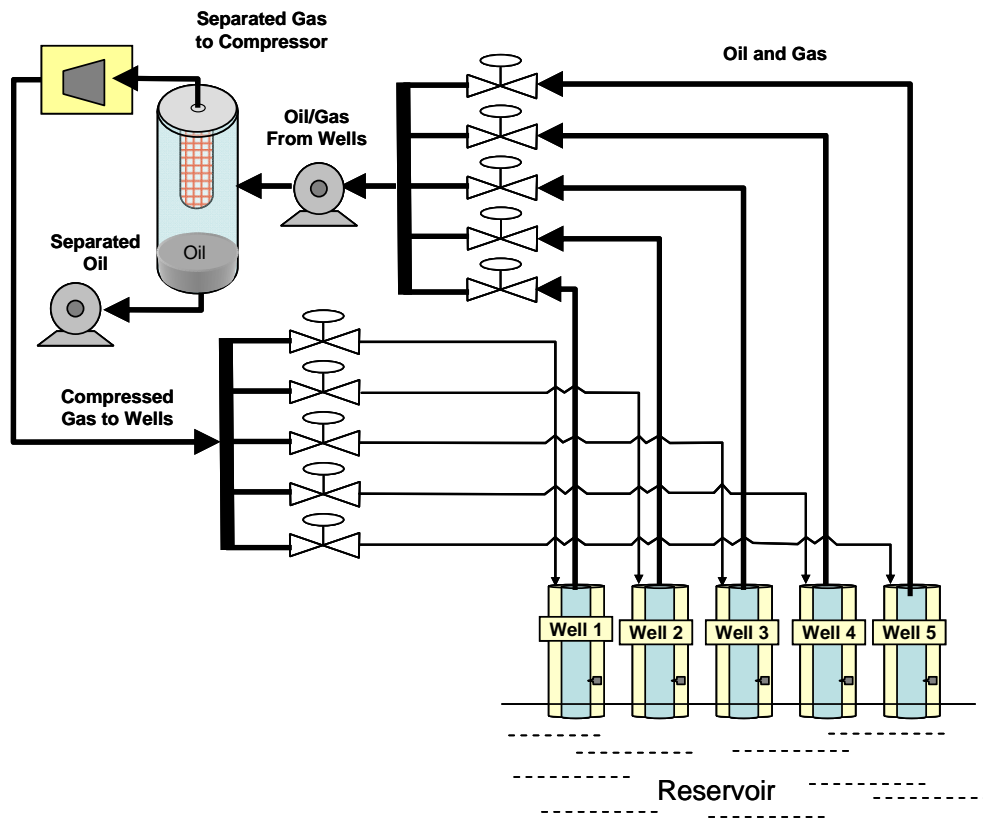 Separated Gas
to Compressor
Oil and Gas
Oil/Gas
From Wells
Separated
Oil
Oil
Compressed
Gas to Wells
Well 1
Well 2
Well 3
Well 4
Well 5
Reservoir